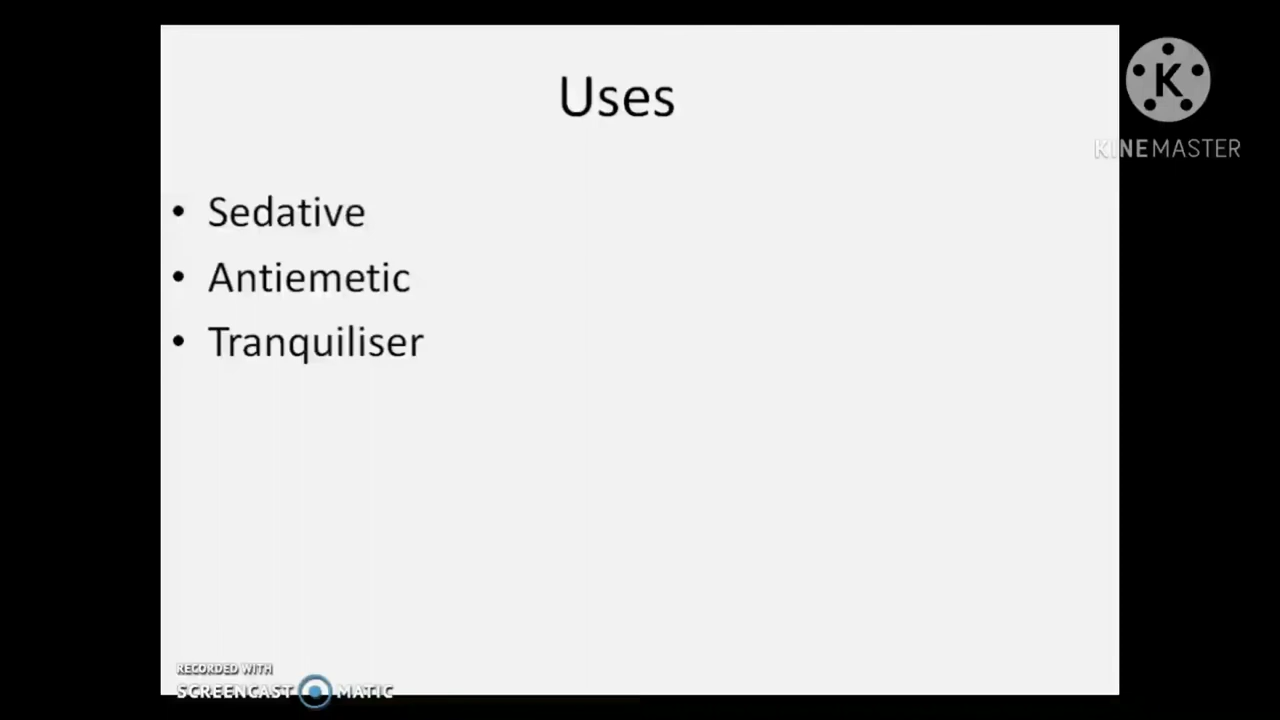 Uses
K
KINEMASTER
• Sedative
• Antiemetic
• Tranquiliser
RECORDED WITH
SCREENCAST MATIC